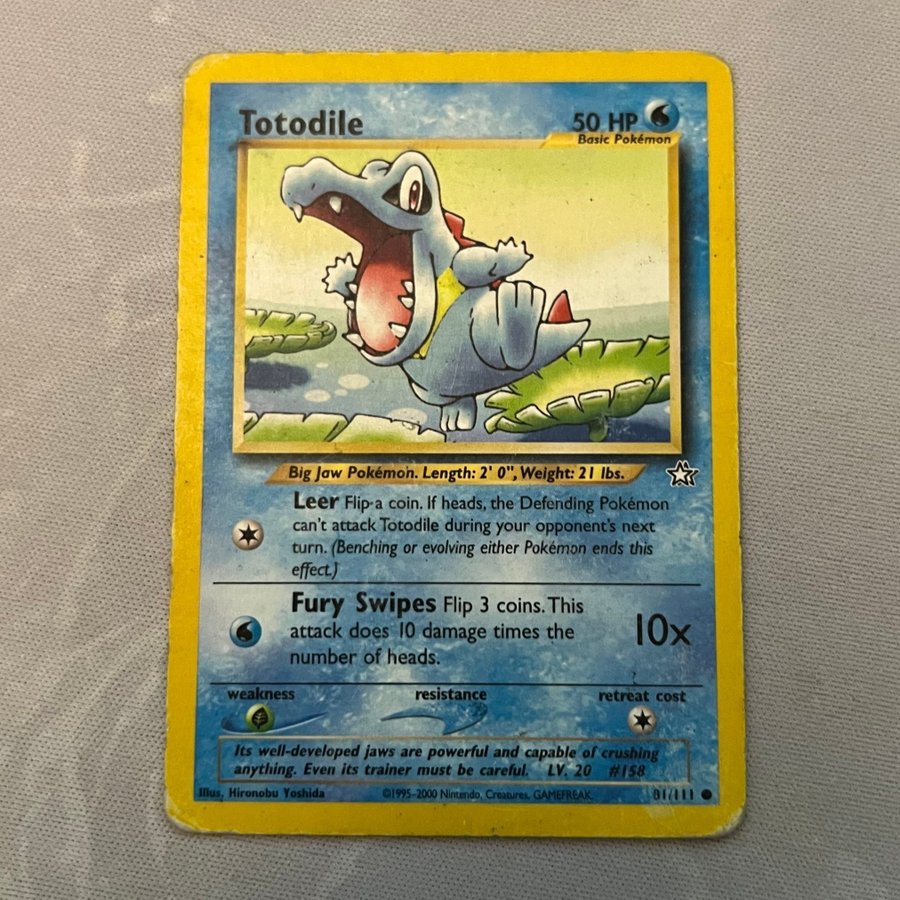 Totodile
50 HP
Basic Pokémon
Big Jaw Pokémon. Length: 2' 0", Weight: 21 lbs.
Leer Flip a coin. If heads, the Defending Pokémon
can't attack Totodile during your opponent's next
turn. (Benching or evolving either Pokémon ends this
effect.)
Fury Swipes Flip 3 coins. This
attack does 10 damage times the
number of heads.
10x
weakness
resistance
retreat cost
Its well-developed jaws are powerful and capable of crushing
anything. Even its trainer must be careful. LV. 20 #158
Illus. Hironobu Yoshida
©1995-2000 Nintendo, Creatures, GAMEFREAK.
81/111